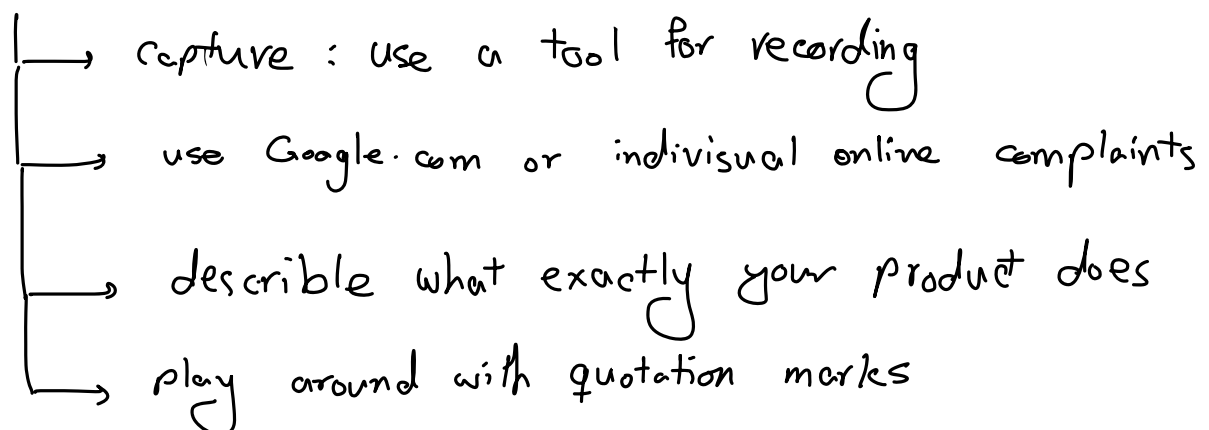 capture : use a tool for recording
use Google.com or indivisual online complaints
describle what exactly your product does
play around with quotation marks